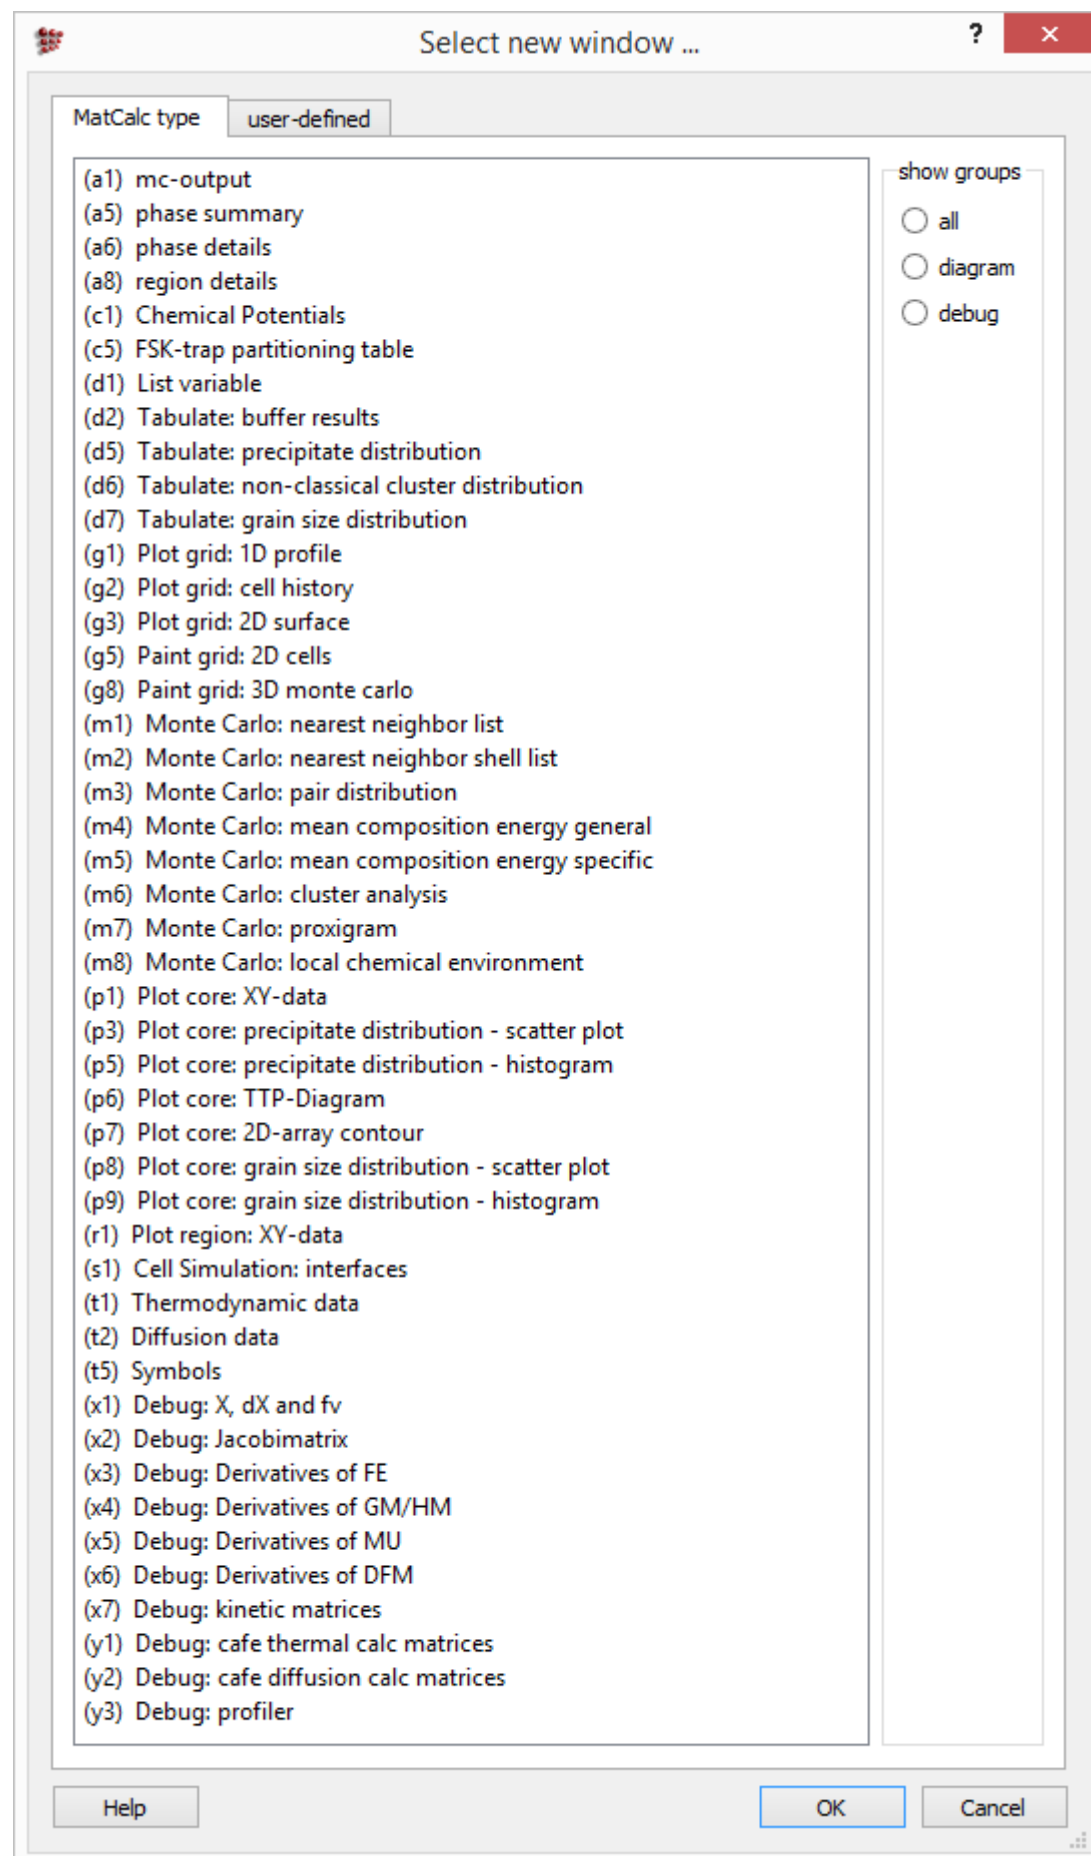 Select new window ...
?
MatCalc type
user-defined
(a1) mc-output
(a5) phase summary
(a6) phase details
(a8) region details
(c1) Chemical Potentials
(c5) FSK-trap partitioning table
(d1) List variable
(d2) Tabulate: buffer results
(d5) Tabulate: precipitate distribution
(d6) Tabulate: non-classical cluster distribution
(d7) Tabulate: grain size distribution
(g1) Plot grid: 1D profile
(g2) Plot grid: cell history
(g3) Plot grid: 2D surface
(g5) Paint grid: 2D cells
(g8) Paint grid: 3D monte carlo
(m1) Monte Carlo: nearest neighbor list
(m2) Monte Carlo: nearest neighbor shell list
(m3) Monte Carlo: pair distribution
(m4) Monte Carlo: mean composition energy general
(m5) Monte Carlo: mean composition energy specific
(m6) Monte Carlo: cluster analysis
(m7) Monte Carlo: proxigram
(m8) Monte Carlo: local chemical environment
(p1) Plot core: XY-data
(p3) Plot core: precipitate distribution - scatter plot
(p5) Plot core: precipitate distribution - histogram
(p6) Plot core: TTP-Diagram
(p7) Plot core: 2D-array contour
(p8) Plot core: grain size distribution - scatter plot
(p9) Plot core: grain size distribution - histogram
(r1) Plot region: XY-data
(s1) Cell Simulation: interfaces
(t1) Thermodynamic data
(t2) Diffusion data
(t5) Symbols
(x1) Debug: X, dX and fv
(x2) Debug: Jacobimatrix
(x3) Debug: Derivatives of FE
(x4) Debug: Derivatives of GM/HM
(x5) Debug: Derivatives of MU
(x6) Debug: Derivatives of DFM
(x7) Debug: kinetic matrices
(y1) Debug: cafe thermal calc matrices
(y2) Debug: cafe diffusion calc matrices
(y3) Debug: profiler
show groups
all
diagram
debug
Help
OK
Cancel